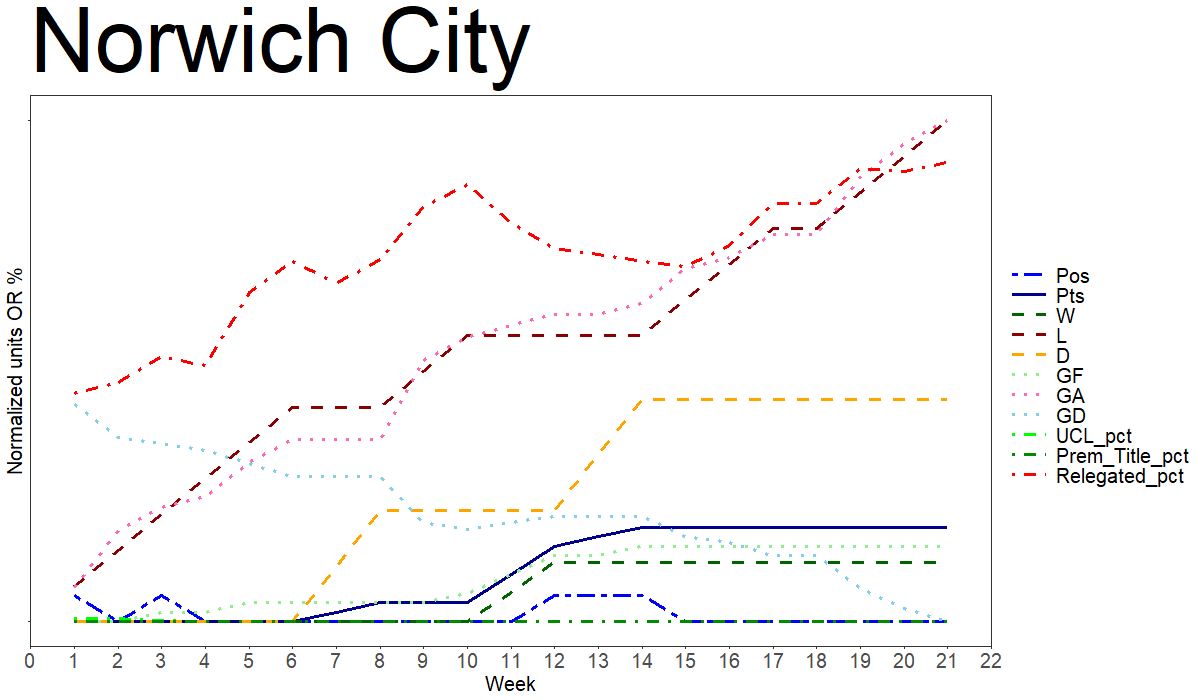 Norwich City
Normalized units OR %
0 1 2 3 4 5 6 7 8 9 10 11 12 13 14 15 16 17 18 19 20 21 22
Week
Pos
Pts
W
L
D
GF
GA
GD
UCL_pct
Prem_Title_pct
Relegated_pct